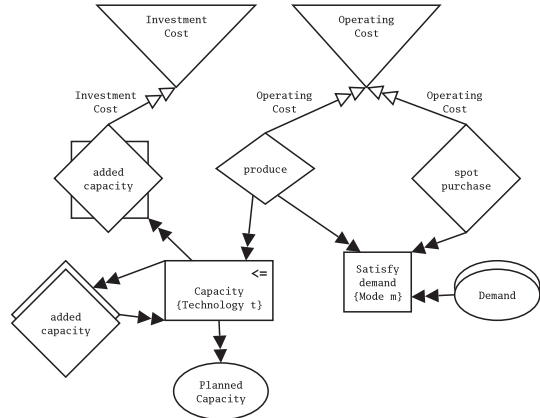 Investment
Cost
Operating
Cost
Investment
Cost
Operating
Cost
Operating
Cost
added
capacity
produce
spot
purchase
<=
Capacity
{Technology t}
Satisfy
demand
{Mode m}
Demand
added
capacity
Planned
Capacity